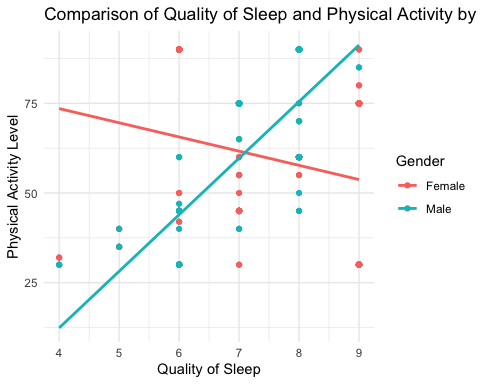 Comparison of Quality of Sleep and Physical Activity by
Physical Activity Level
75
50
25
4 5 6 7 8 9
Quality of Sleep
Gender
Female
Male